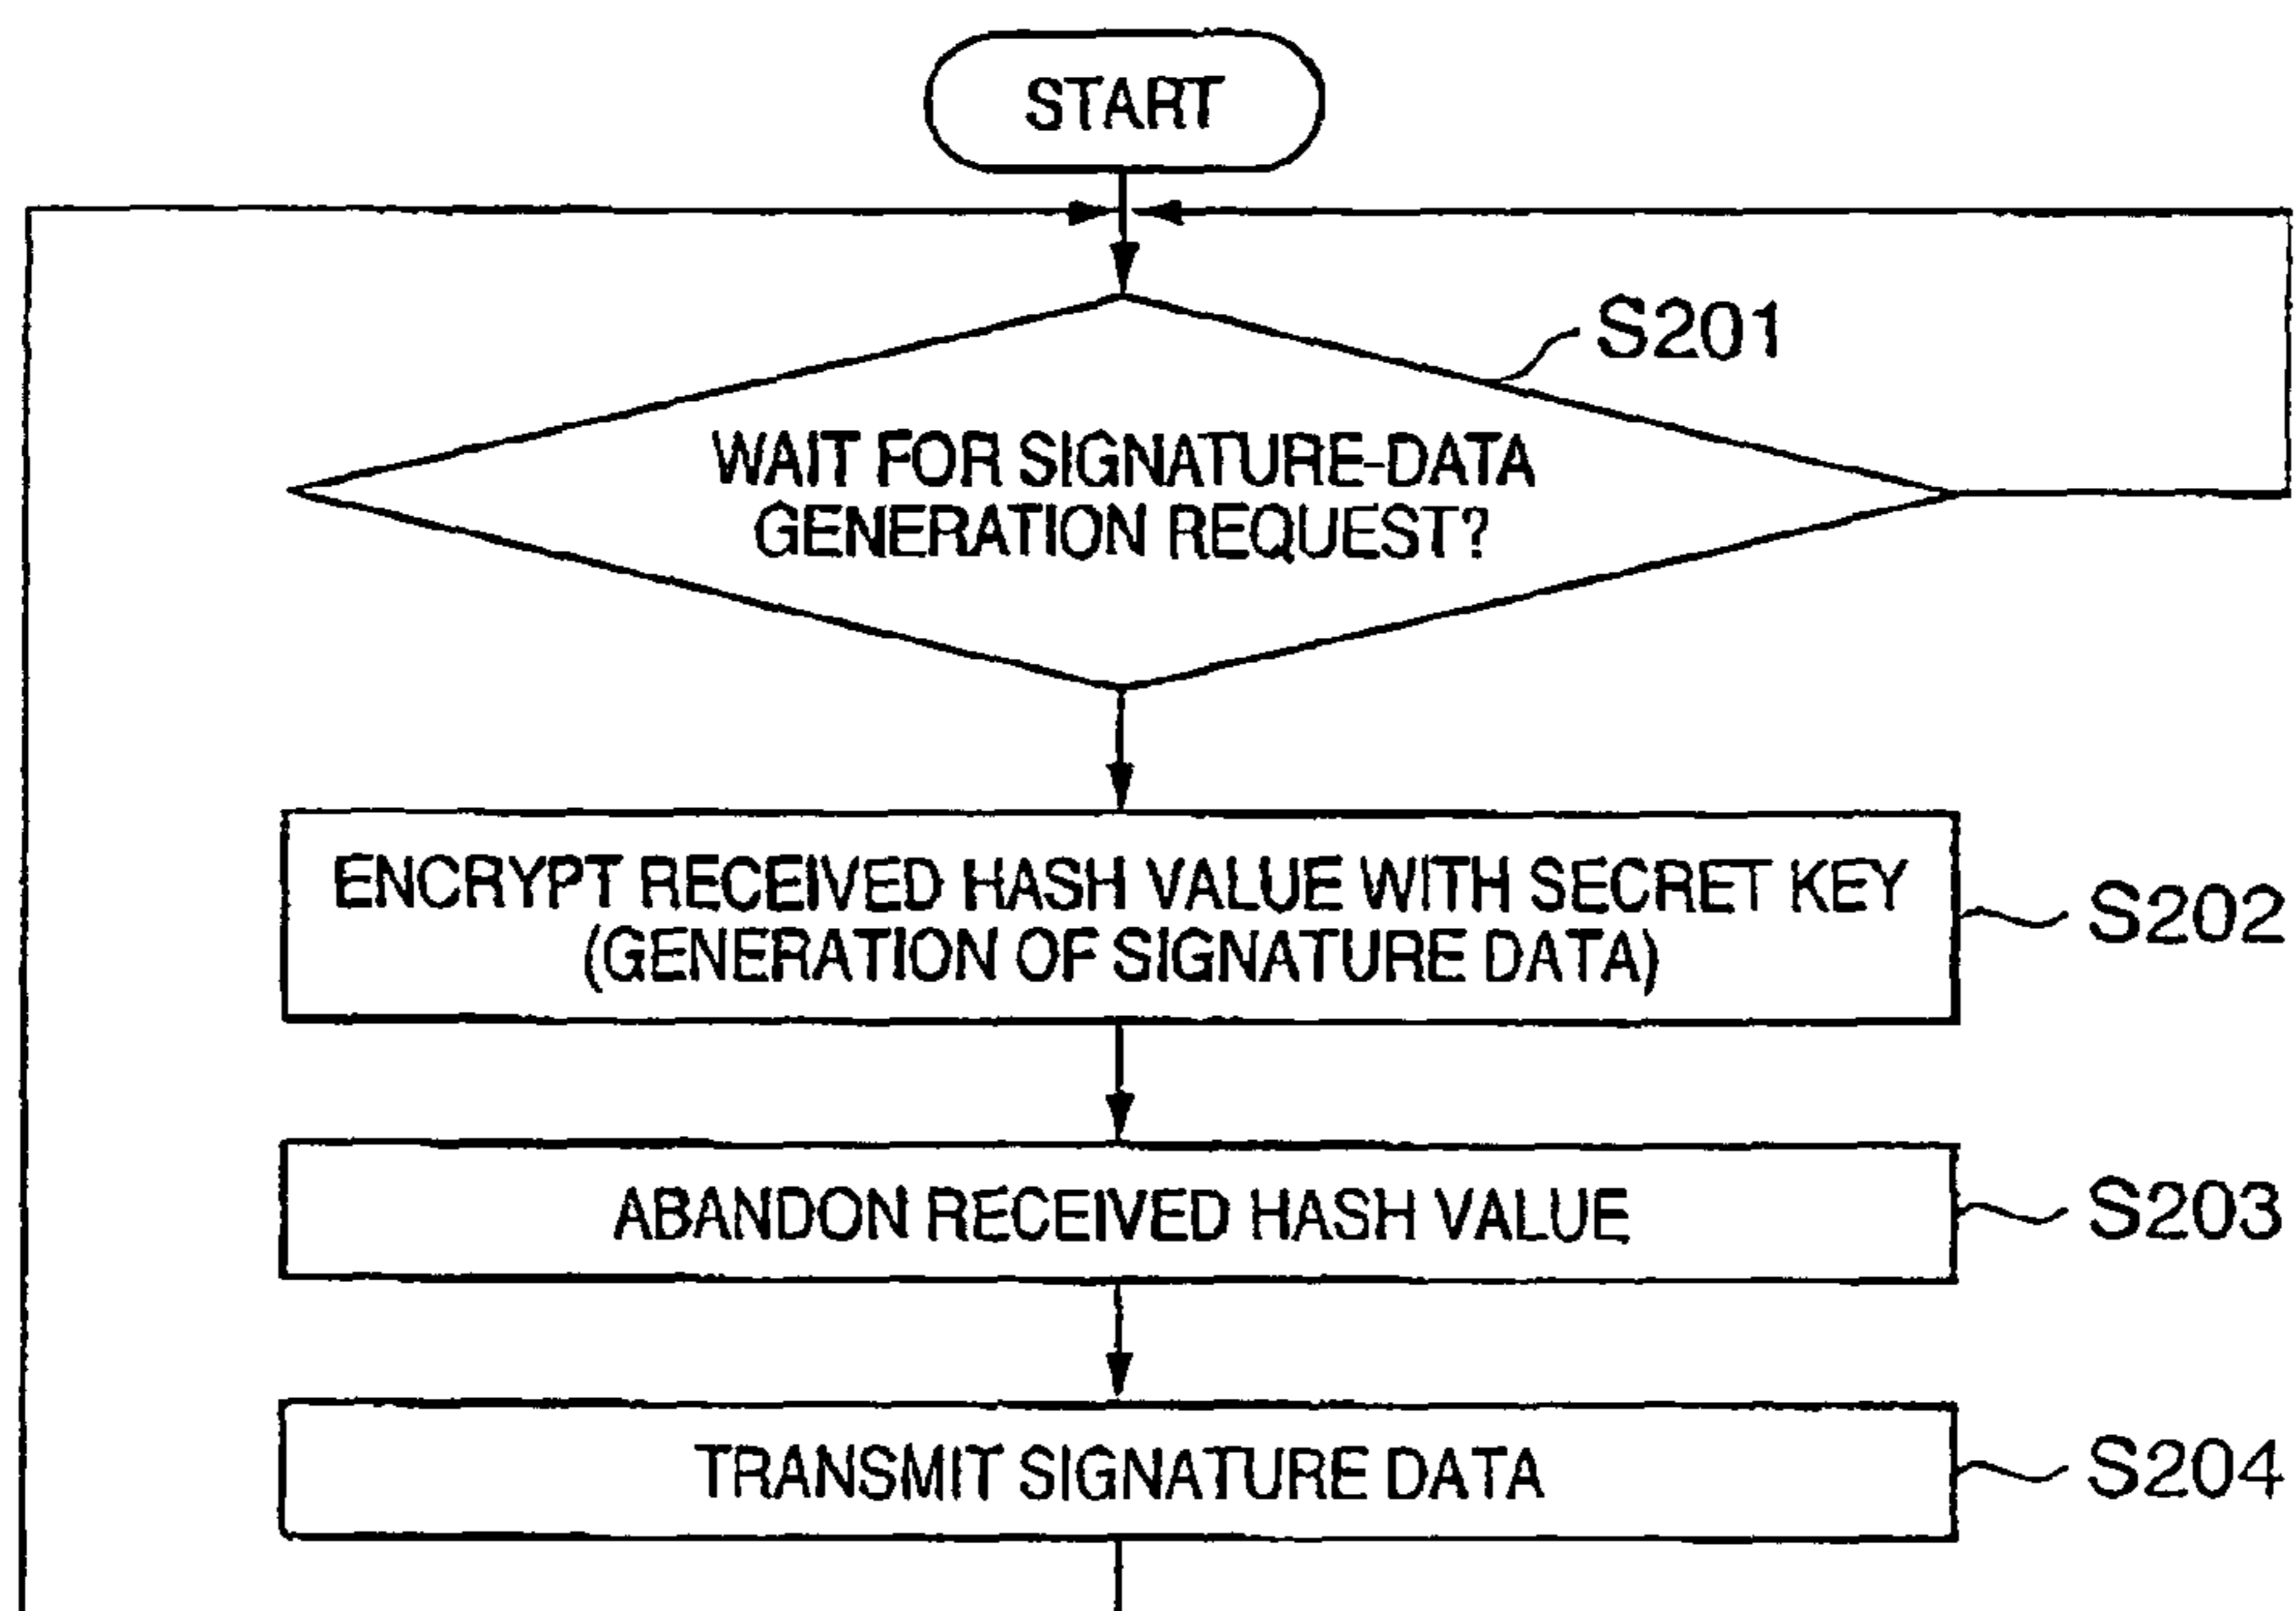 START
S201
WAIT FOR SIGNATURE-DATA
GENERATION REQUEST?
ENCRYPT RECEIVED HASH VALUE WITH SECRET KEY
(GENERATION OF SIGNATURE DATA)
S202
ABANDON RECEIVED HASH VALUE
S203
TRANSMIT SIGNATURE DATA
S204